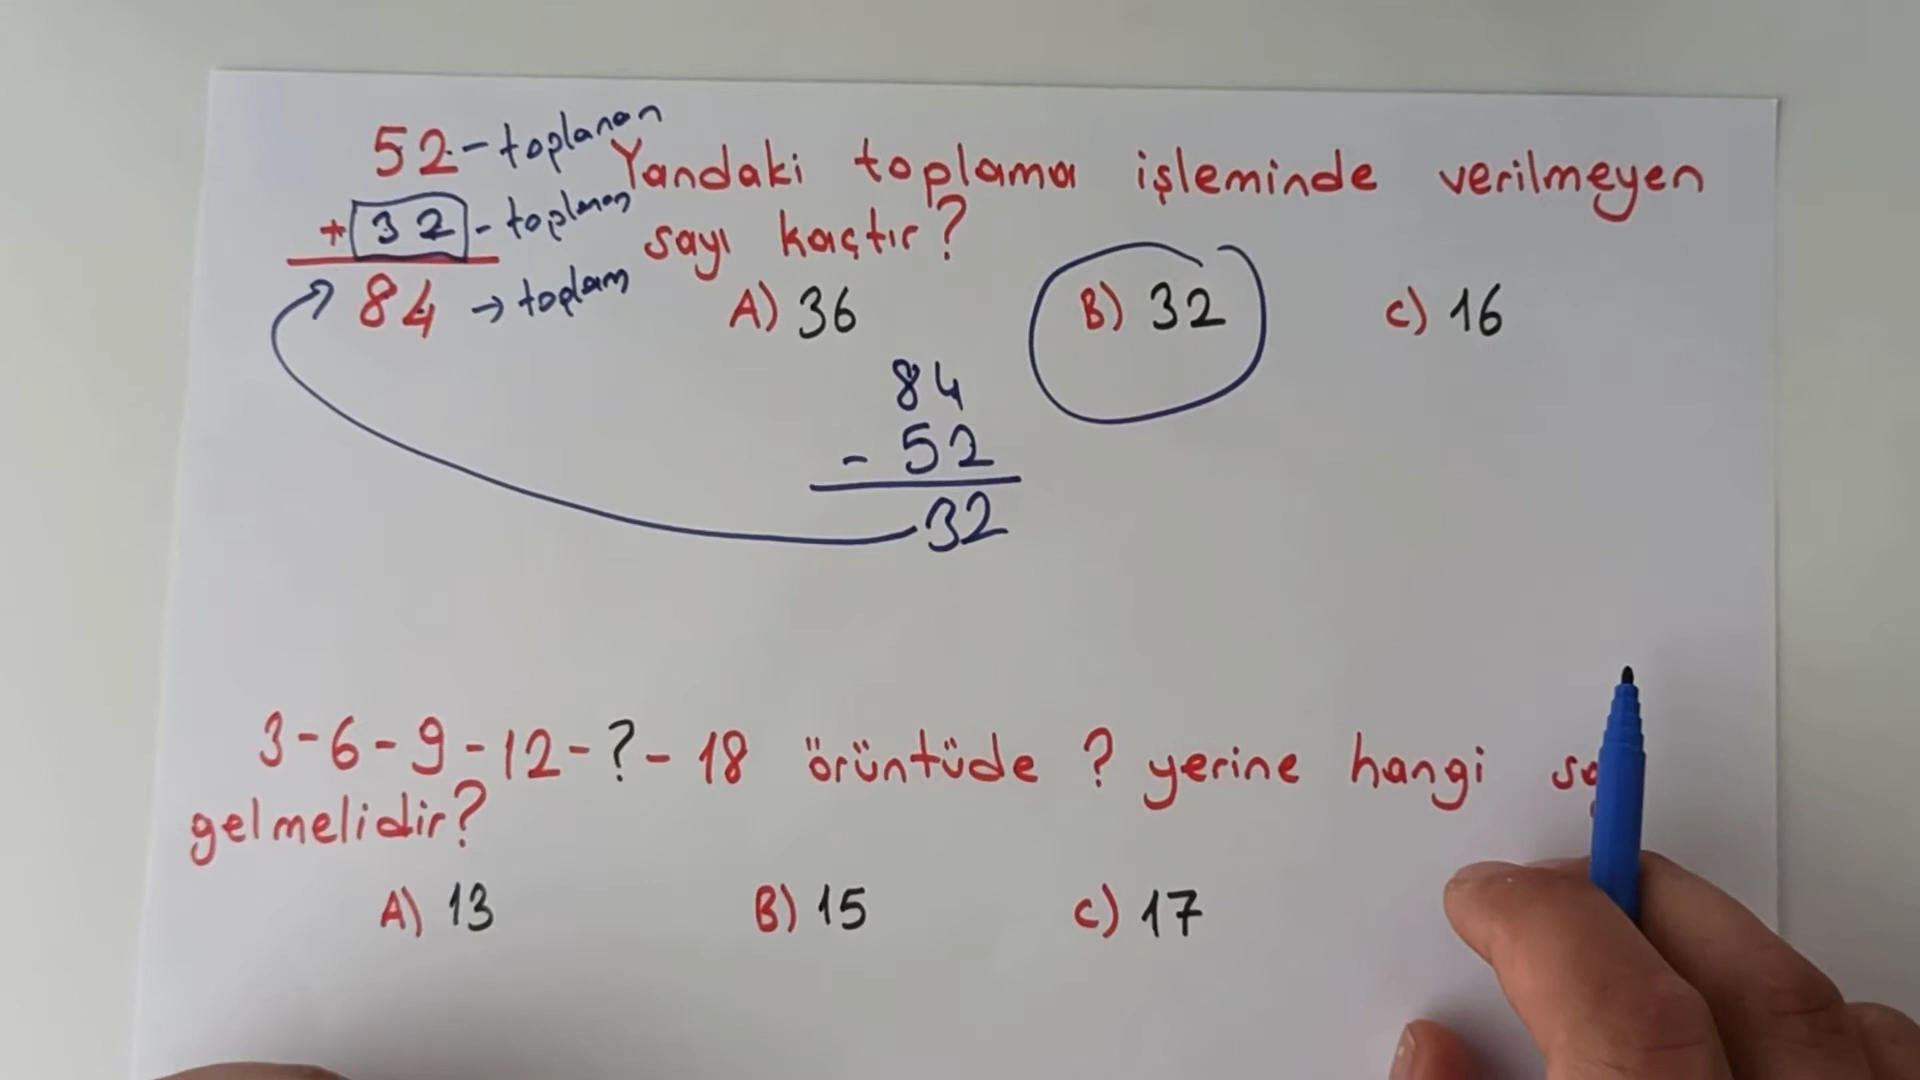 52 - toplanan
+ 32 - toplanan
84 → toplam
Yandaki toplama işleminde verilmeyen
sayı kaçtır?
A) 36 B) 32 C) 16
84
- 52
32
3-6-9-12-?-18 örüntüde ? yerine hangi
gelmelidir?
A) 13 B) 15 C) 17